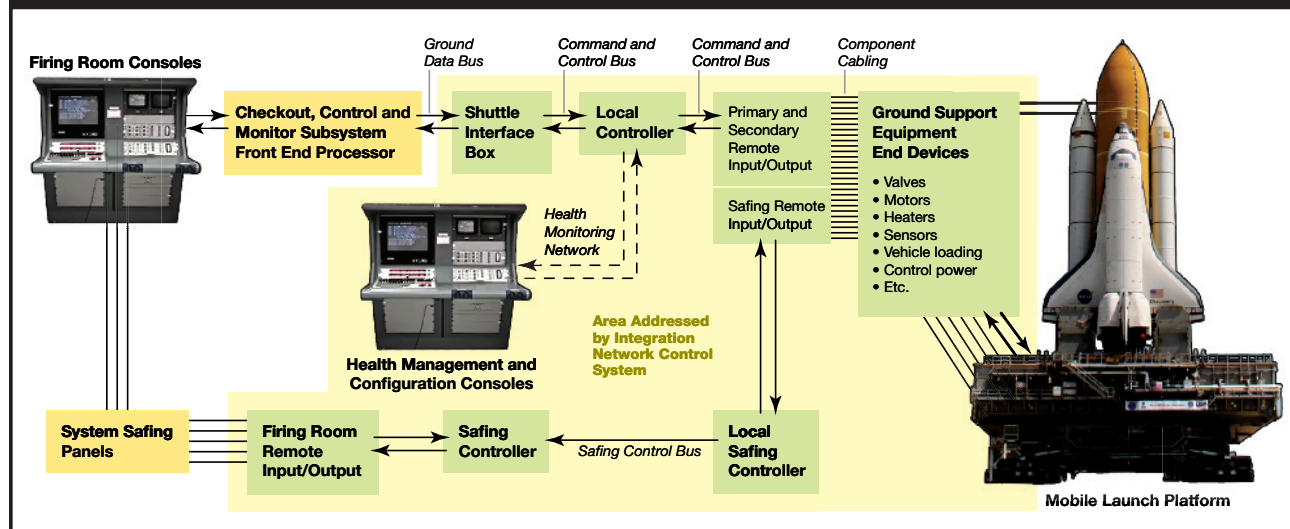 Firing Room Consoles
Ground
Data Bus
Command and
Control Bus
Command and
Control Bus
Component
Cabling
Checkout, Control and
Monitor Subsystem
Front End Processor
Shuttle
Interface
Box
Local
Controller
Primary and
Secondary
Remote
Input/Output
Ground Support
Equipment
End Devices
• Valves
• Motors
• Heaters
• Sensors
• Vehicle loading
• Control power
• Etc.
Safing Remote
Input/Output
Health
Monitoring
Network
Health Management and
Configuration Consoles
Area Addressed
by Integration
Network Control
System
System Safing
Panels
Firing Room
Remote
Input/Output
Safing
Controller
Safing Control Bus
Local
Safing
Controller
Mobile Launch Platform